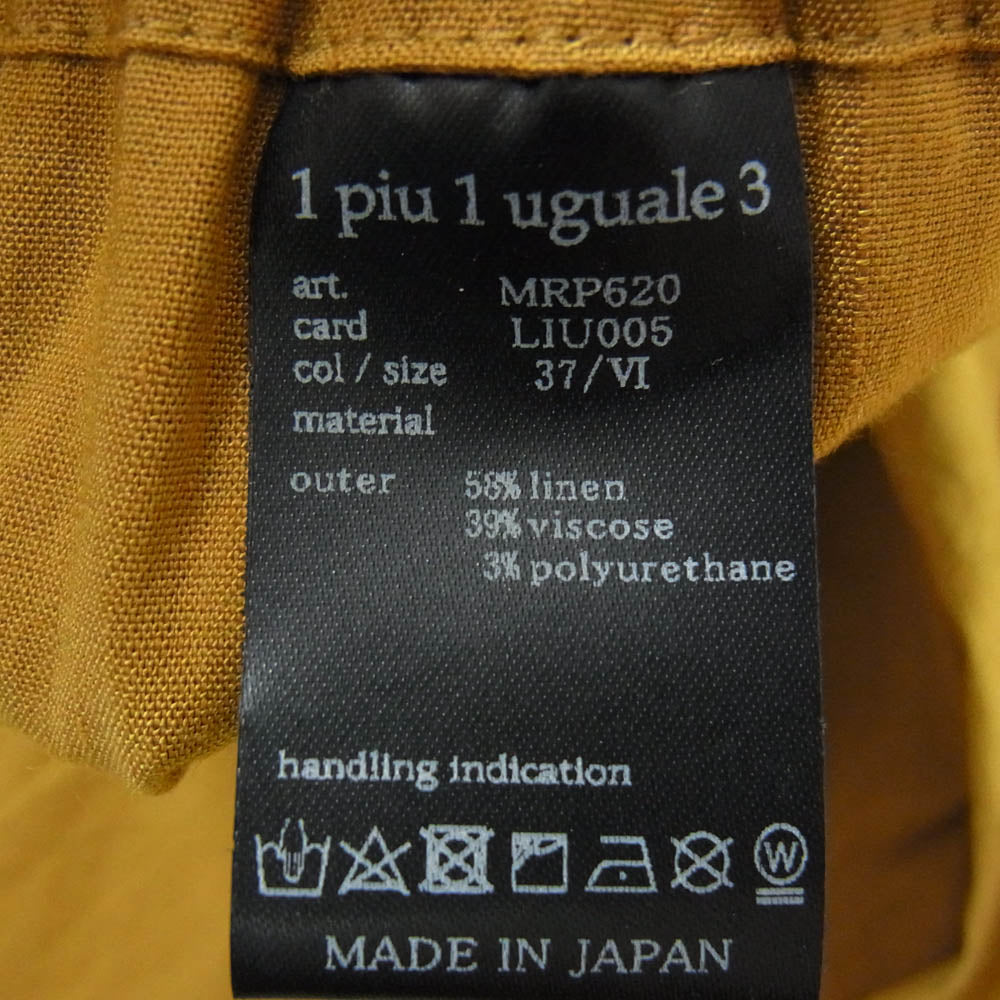 1 piu 1 uguale 3
art. MRP620
card LIU005
col / size 37/VI
material
outer 58% linen
39% viscose
3% polyurethane
handling indication
W
MADE IN JAPAN